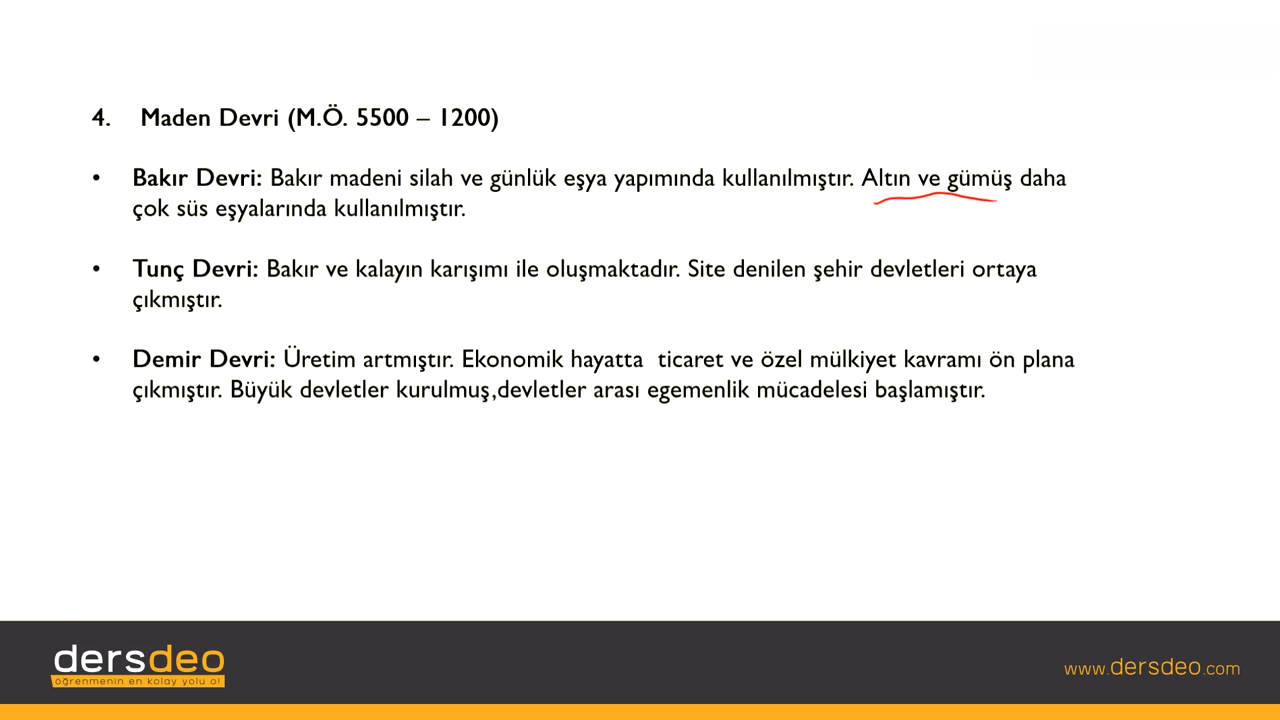 4. Maden Devri (M.Ö. 5500 – 1200)
• Bakır Devri: Bakır madeni silah ve günlük eşya yapımında kullanılmıştır. Altın ve gümüş daha
çok süs eşyalarında kullanılmıştır.
• Tunç Devri: Bakır ve kalayın karışımı ile oluşmaktadır. Site denilen şehir devletleri ortaya
çıkmıştır.
• Demir Devri: Üretim artmıştır. Ekonomik hayatta  ticaret ve özel mülkiyet kavramı ön plana
çıkmıştır. Büyük devletler kurulmuş,devletler arası egemenlik mücadelesi başlamıştır.
dersdeo
öğrenmenin en kolay yolu o!
www.dersdeo.com